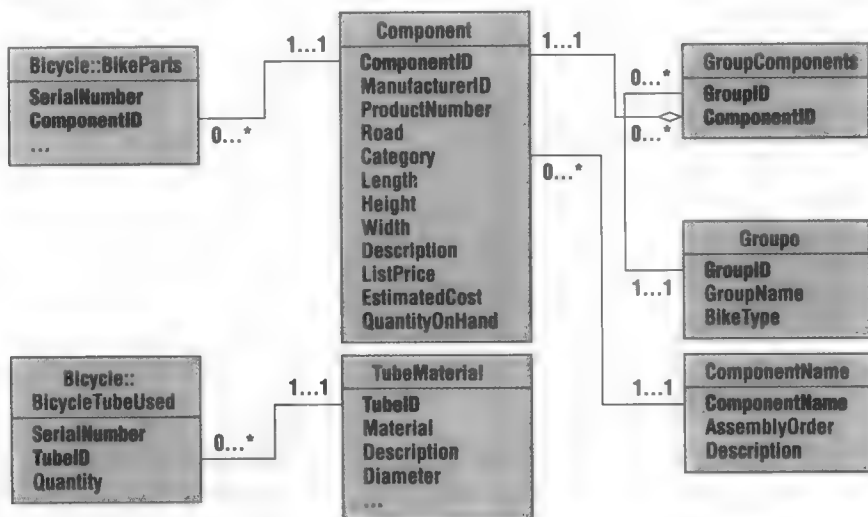 Bicycle::BikeParts
SerialNumber
ComponentID
...
0...*
1...1
Component
ComponentID
ManufacturerID
ProductNumber
Road
Category
Length
Height
Width
Description
ListPrice
EstimatedCost
QuantityOnHand
1...1
0...*
0...*
0...*
GroupComponents
GroupID
ComponentID
Groupo
GroupID
GroupName
BikeType
1...1
Bicycle::
BicycleTubeUsed
SerialNumber
TubeID
Quantity
0...*
1...1
TubeMaterial
TubeID
Material
Description
Diameter
...
1...1
ComponentName
ComponentName
AssemblyOrder
Description